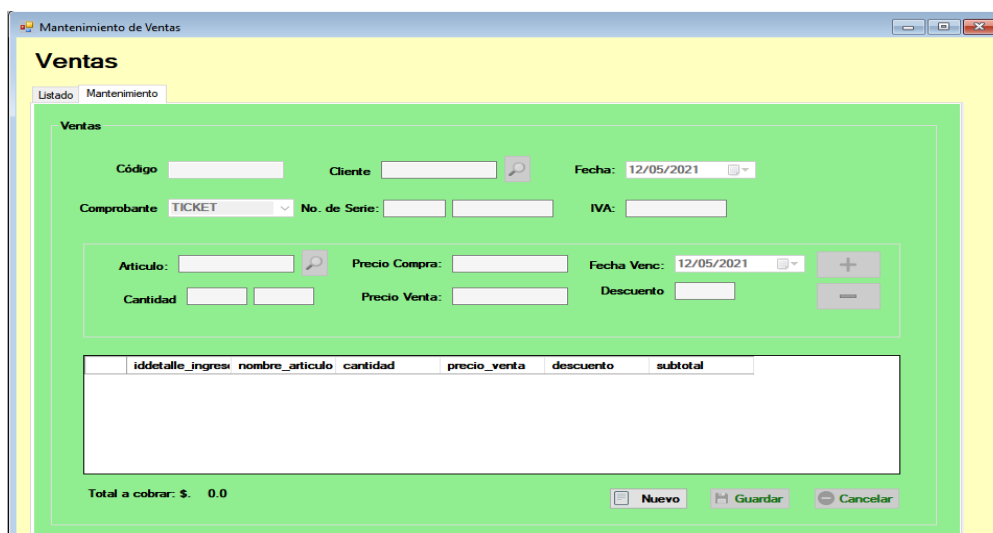 Mantenimiento de Ventas
Ventas
Listado Mantenimiento
Ventas
Código Cliente Fecha: 12/05/2021
Comprobante TICKET No. de Serie: IVA:
Articulo: Precio Compra: Fecha Venc: 12/05/2021
Cantidad Precio Venta: Descuento
iddetalle_ingres nombre_articulo cantidad precio_venta descuento subtotal
Total a cobrar: $. 0.0 Nuevo Guardar Cancelar